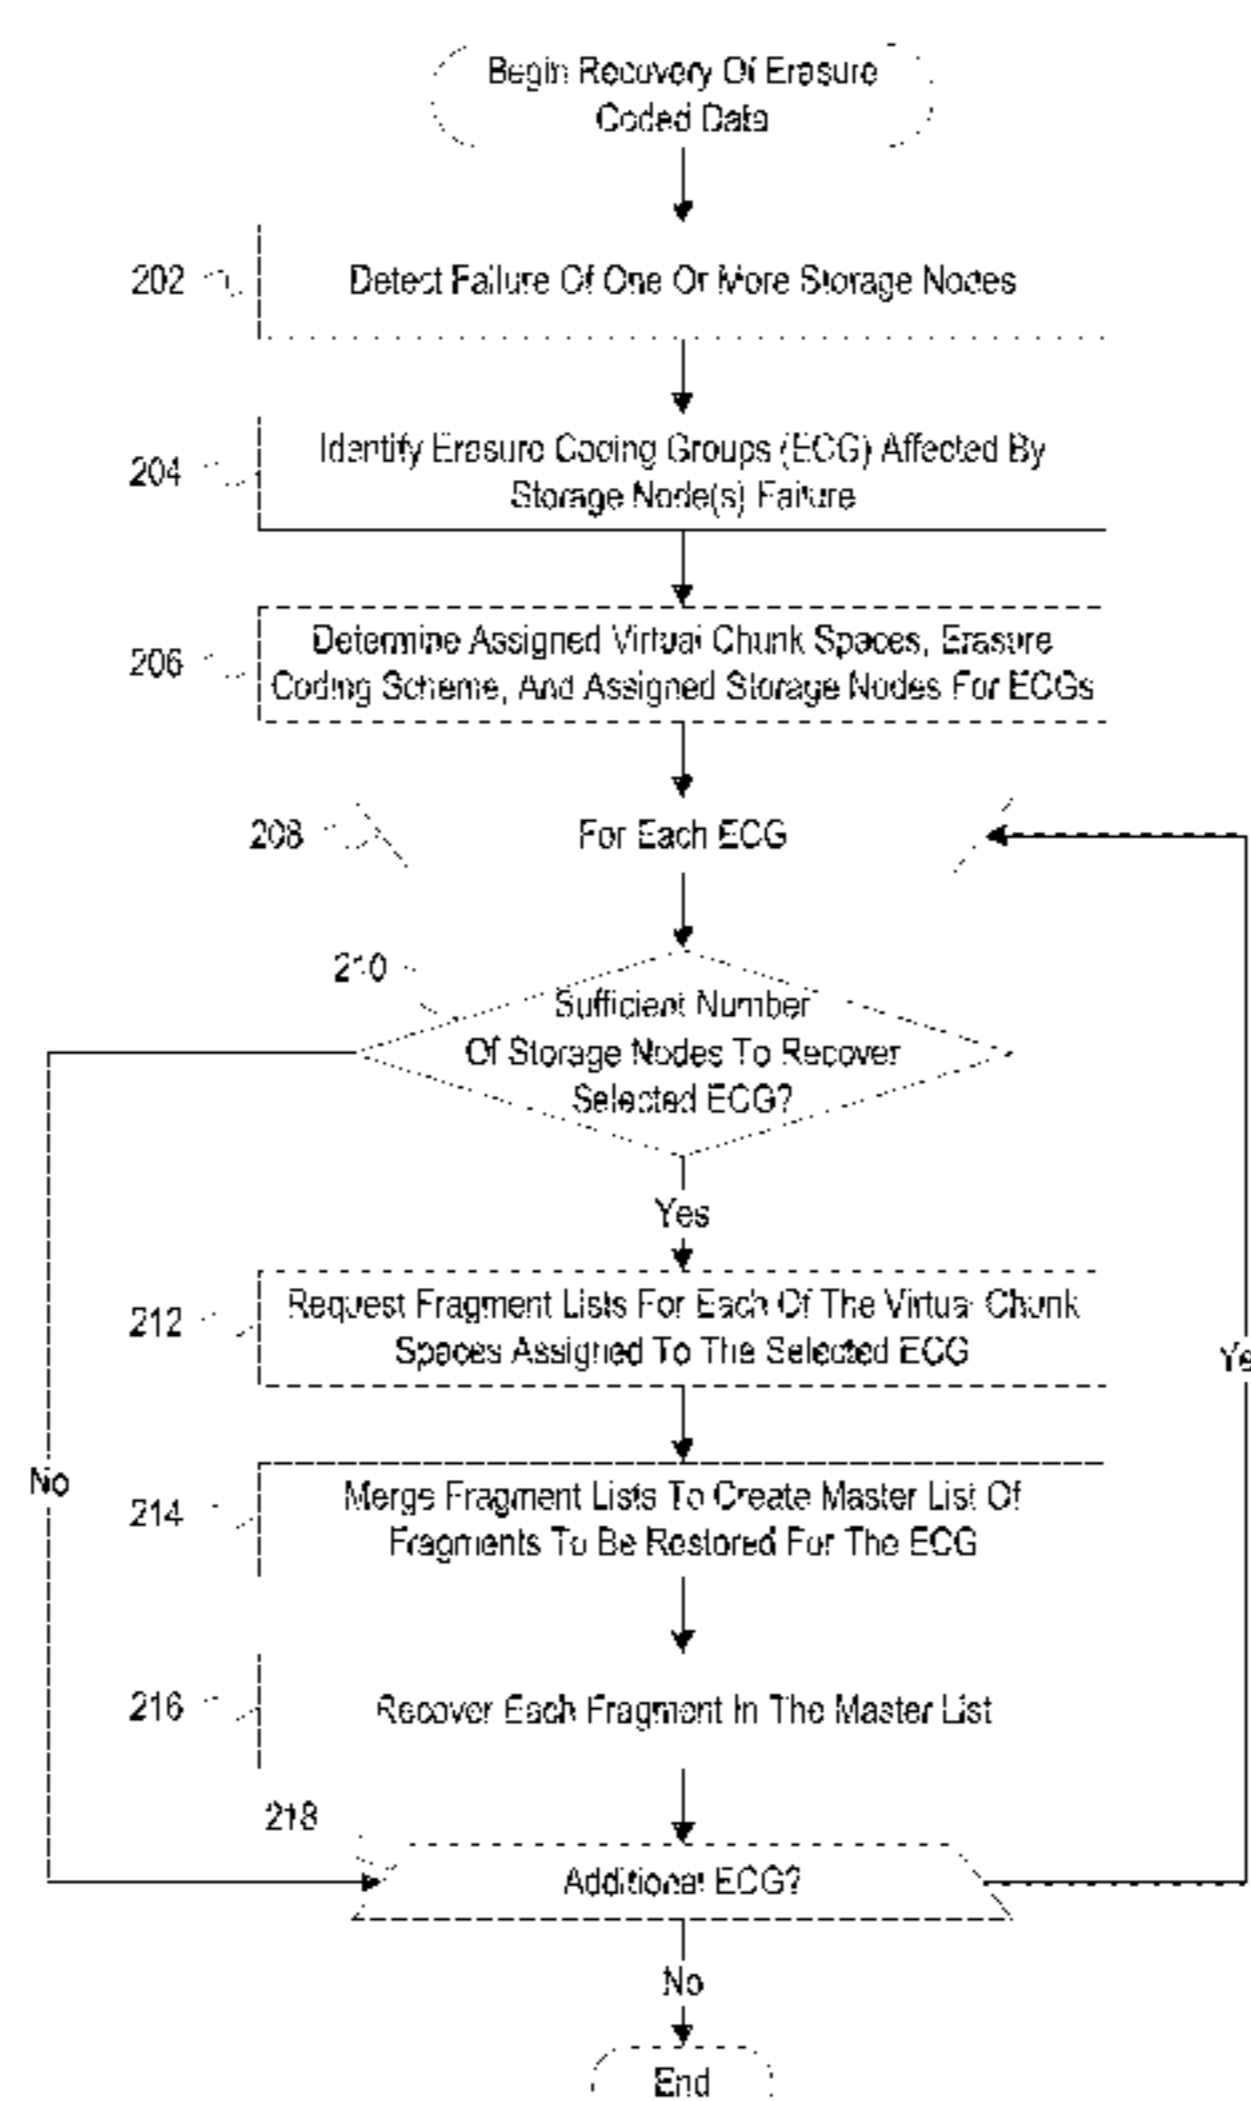 Begin Recovery Of Erasure
Coded Data
202
Detect Failure Of One Or More Storage Nodes
204
Identify Erasure Coding Groups (ECG) Affected By
Storage Node(s) Failure
206
Determine Assigned Virtual Chunk Spaces, Erasure
Coding Scheme, And Assigned Storage Nodes For ECGs
208
For Each ECG
210
Sufficient Number
Of Storage Nodes To Recover
Selected ECG?
Yes
212
Request Fragment Lists For Each Of The Virtual Chunk
Spaces Assigned To The Selected ECG
Ye
No
214
Merge Fragment Lists To Create Master List Of
Fragments To Be Restored For The ECG
216
Recover Each Fragment In The Master List
218
Additional ECG?
No
End